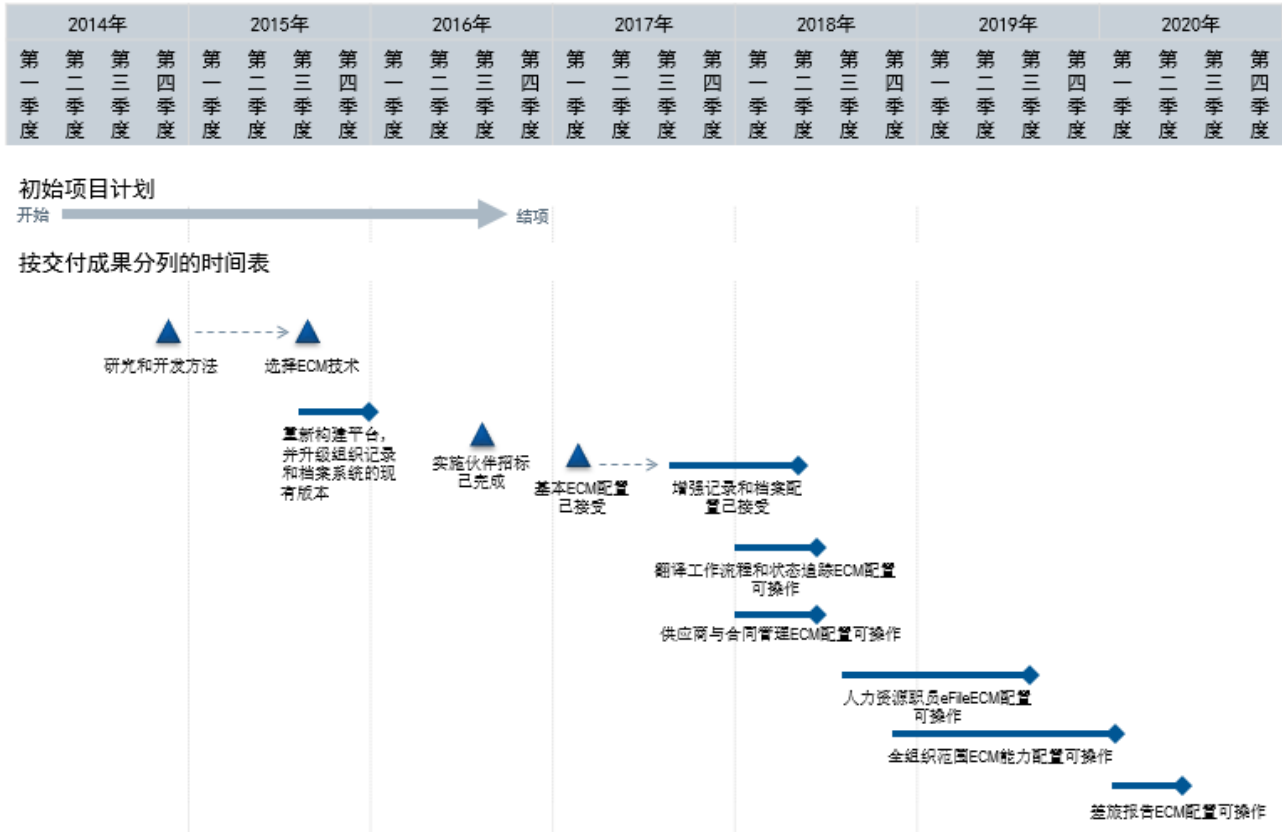 2014年 2015年 2016年 2017年 2018年 2019年 2020年
第一季度 第二季度 第三季度 第四季度 第一季度 第二季度 第三季度 第四季度 第一季度 第二季度 第三季度 第四季度 第一季度 第二季度 第三季度 第四季度 第一季度 第二季度 第三季度 第四季度 第一季度 第二季度 第三季度 第四季度 第一季度 第二季度 第三季度 第四季度
初始项目计划
开始 结项
按交付成果分列的时间表
研究和开发方法
选择ECM技术
重新构建平台，
并升级组织记录
和档案系统的现
有版本
实施伙伴招标
已完成
基本ECM配置
已接受
增强记录和档案配
置已接受
翻译工作流程和状态追踪ECM配置
可操作
供应商与合同管理ECM配置可操作
人力资源职员eFileECM配置
可操作
全组织范围ECM能力配置可操作
差旅报告ECM配置可操作